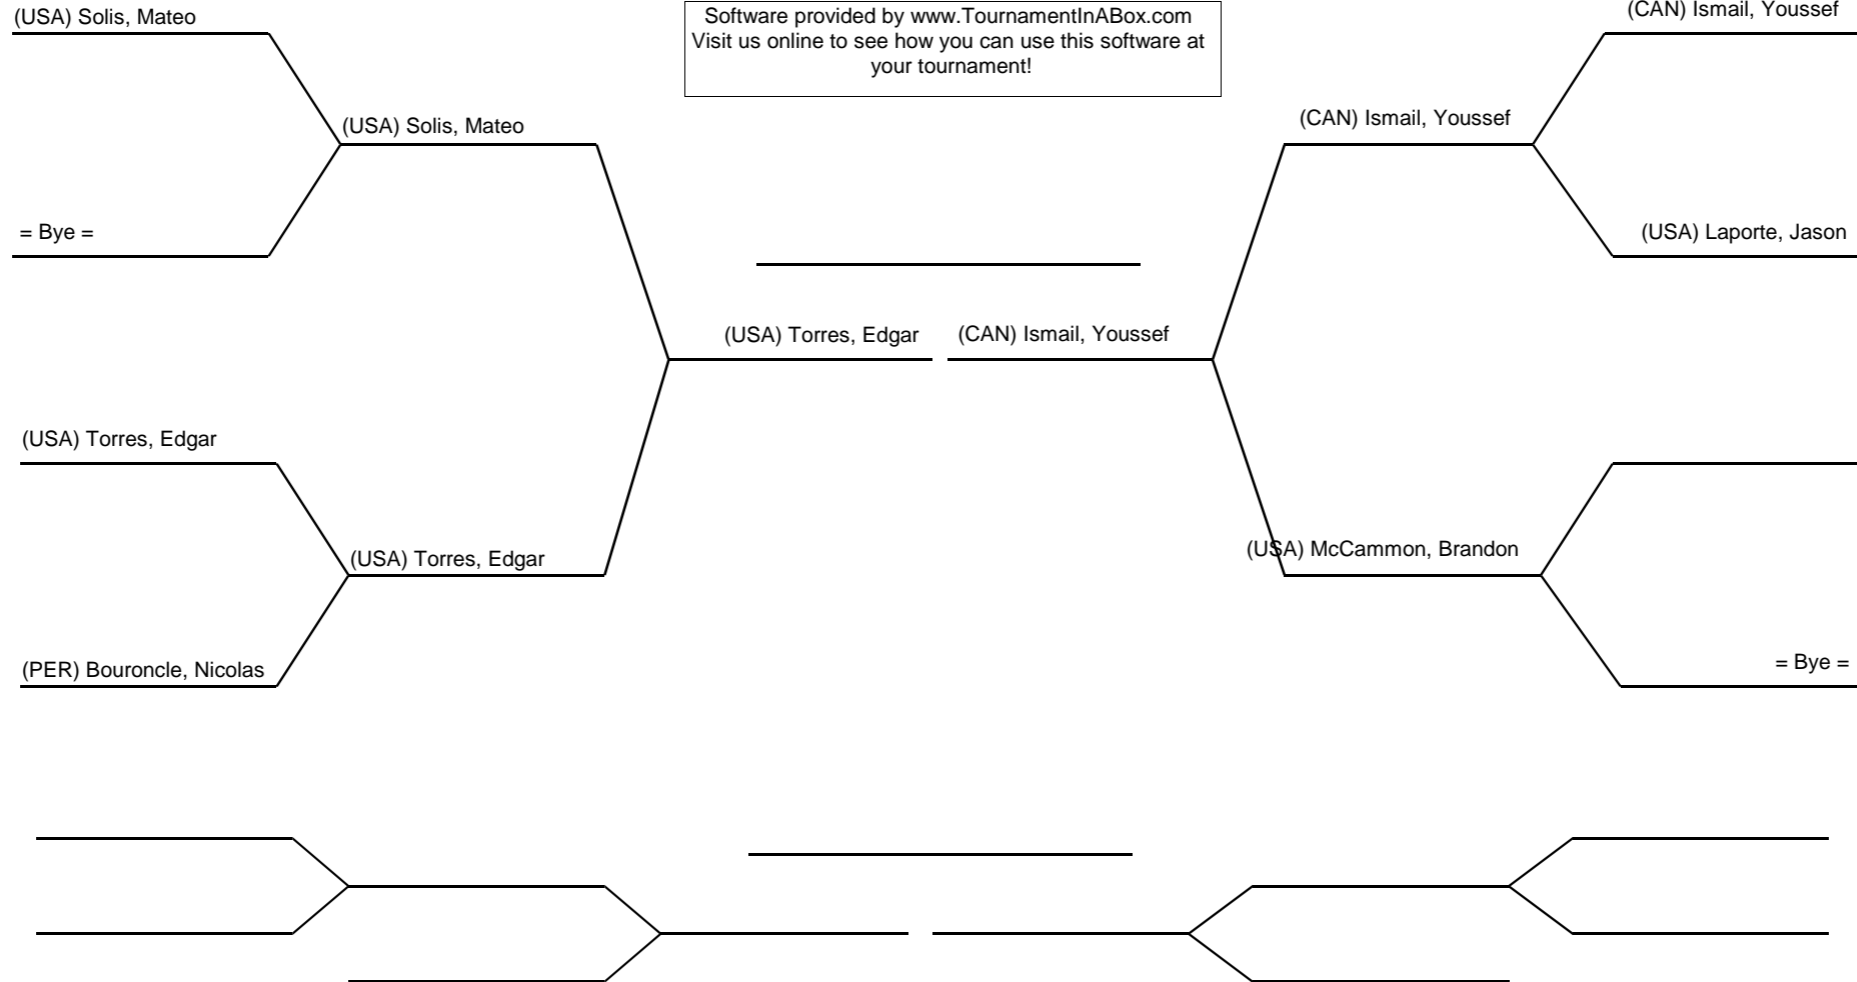 (USA) Solis, Mateo
Software provided by www.TournamentInABox.com
Visit us online to see how you can use this software at
your tournament!
(CAN) Ismail, Youssef
(USA) Solis, Mateo
(CAN) Ismail, Youssef
= Bye =
(USA) Laporte, Jason
(USA) Torres, Edgar
(CAN) Ismail, Youssef
(USA) Torres, Edgar
(USA) Torres, Edgar
(USA) McCammon, Brandon
(PER) Bouroncle, Nicolas
= Bye =